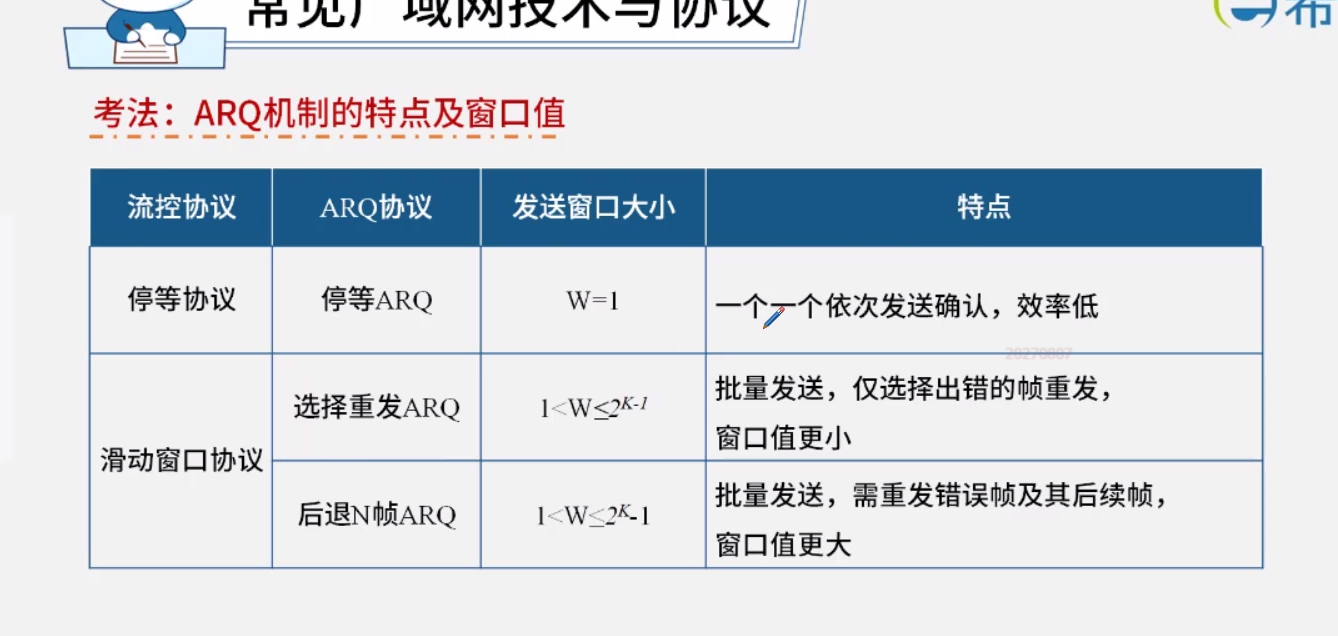 常见广域网技术与协议
希
考法：ARQ机制的特点及窗口值
流控协议 ARQ协议 发送窗口大小 特点
停等协议 停等ARQ W=1 一个一个依次发送确认，效率低
20270807
滑动窗口协议
选择重发ARQ 1<W≤2^{K-1}
批量发送，仅选择出错的帧重发，
窗口值更小
后退N帧ARQ 1<W≤2^{K}-1
批量发送，需重发错误帧及其后续帧，
窗口值更大